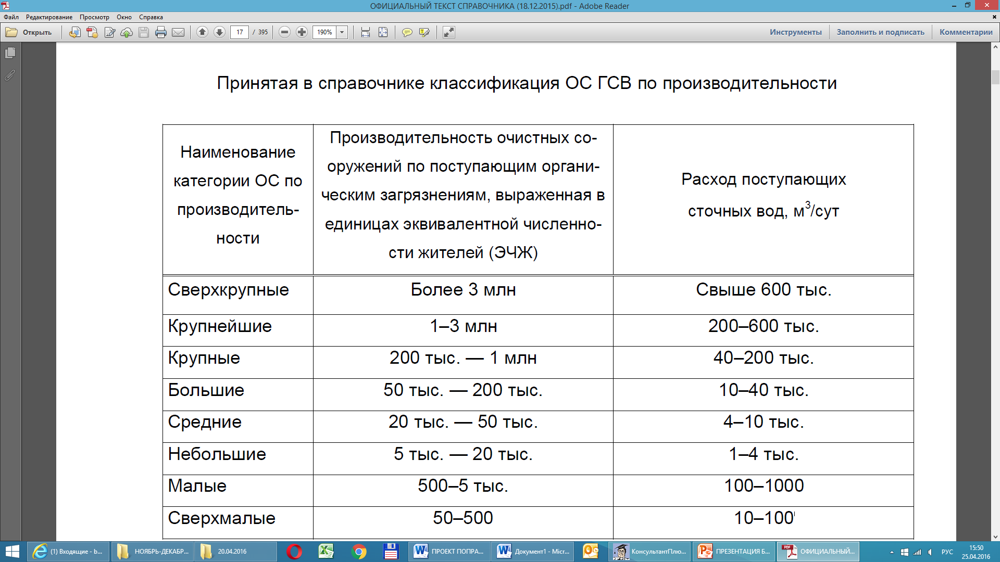 ОФИЦИАЛЬНЫЙ ТЕКСТ СПРАВОЧНИКА (18.12.2015).pdf - Adobe Reader
Файл Редактирование Просмотр Окно Справка
Открыть 17 / 395 190% Инструменты Заполнить и подписать Комментарии
Принятая в справочнике классификация ОС ГСВ по производительности
Наименование
категории ОС по
производитель-
ности
Производительность очистных со-
оружений по поступающим органи-
ческим загрязнениям, выраженная в
единицах эквивалентной численно-
сти жителей (ЭЧЖ)
Расход поступающих
сточных вод, м³/сут
Сверхкрупные Более 3 млн Свыше 600 тыс.
Крупнейшие 1–3 млн 200–600 тыс.
Крупные 200 тыс. — 1 млн 40–200 тыс.
Большие 50 тыс. — 200 тыс. 10–40 тыс.
Средние 20 тыс. — 50 тыс. 4–10 тыс.
Небольшие 5 тыс. — 20 тыс. 1–4 тыс.
Малые 500–5 тыс. 100–1000
Сверхмалые 50–500 10–100
(1) Входящие - b... НОЯБРЬ-ДЕКАБР... 20.04.2016 ПРОЕКТ ПОПРА... Документ1 - Micr... КонсультантПлю... ПРЕЗЕНТАЦИЯ Б... ОФИЦИАЛЬНЫЙ... РУС 15:50
25.04.2016